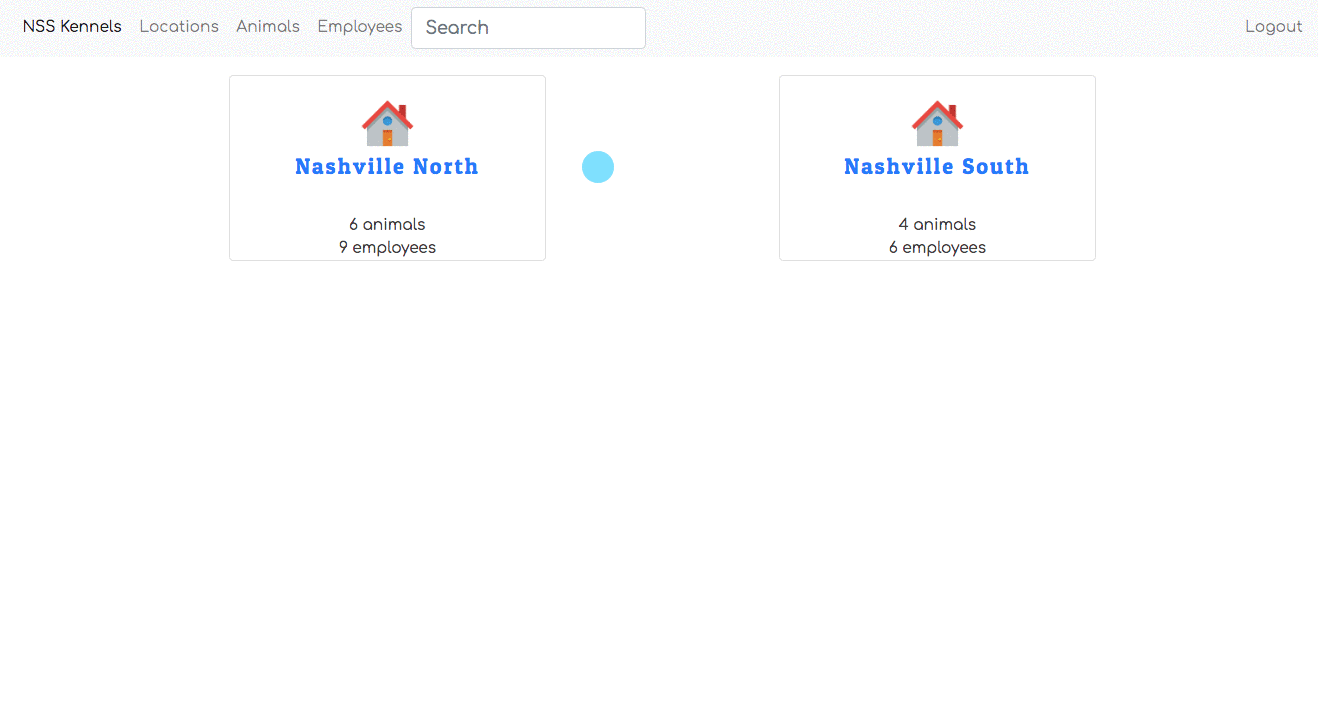 NSS Kennels Locations Animals Employees Search Logout
Nashville North
6 animals
9 employees
Nashville South
4 animals
6 employees